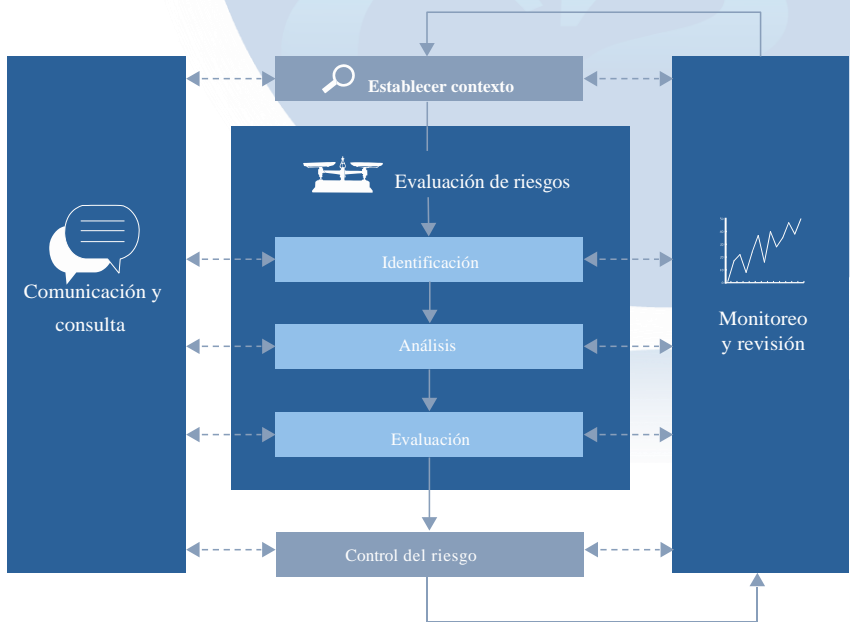 Establecer contexto
Evaluación de riesgos
Comunicación y
consulta
Identificación
Análisis
Evaluación
Monitoreo
y revisión
Control del riesgo